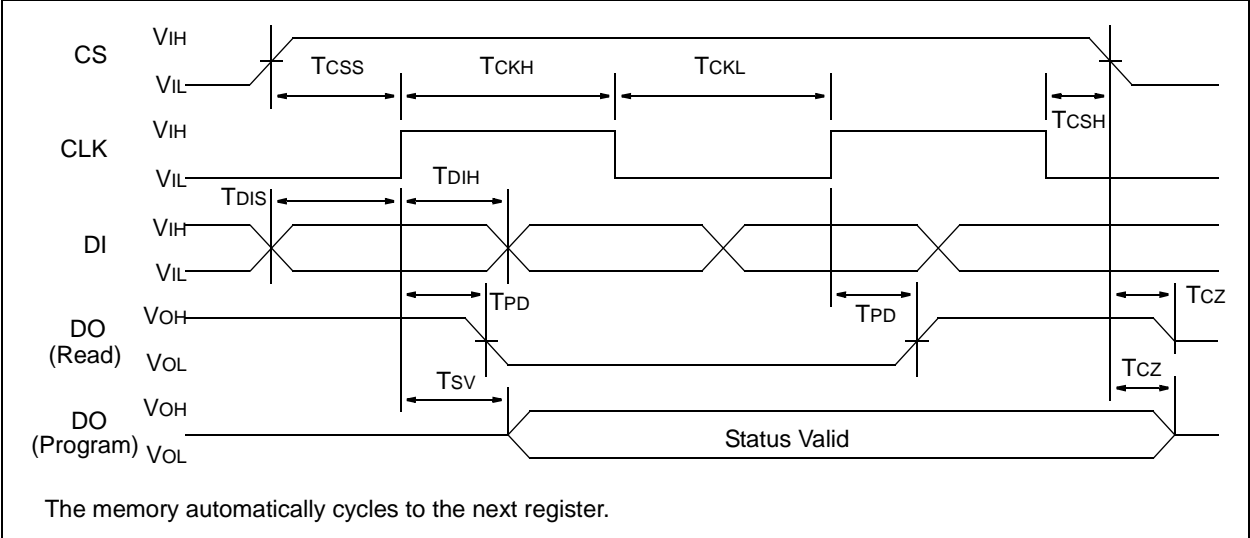 CS
VIH
VIL
TCSS
TCKH
TCKL
TCSH
CLK
VIH
VIL
TDIS
TDIH
DI
VIH
VIL
TPD
TPD
TCZ
DO
(Read)
VOH
VOL
TSV
TCZ
DO
(Program)
VOH
VOL
Status Valid
The memory automatically cycles to the next register.